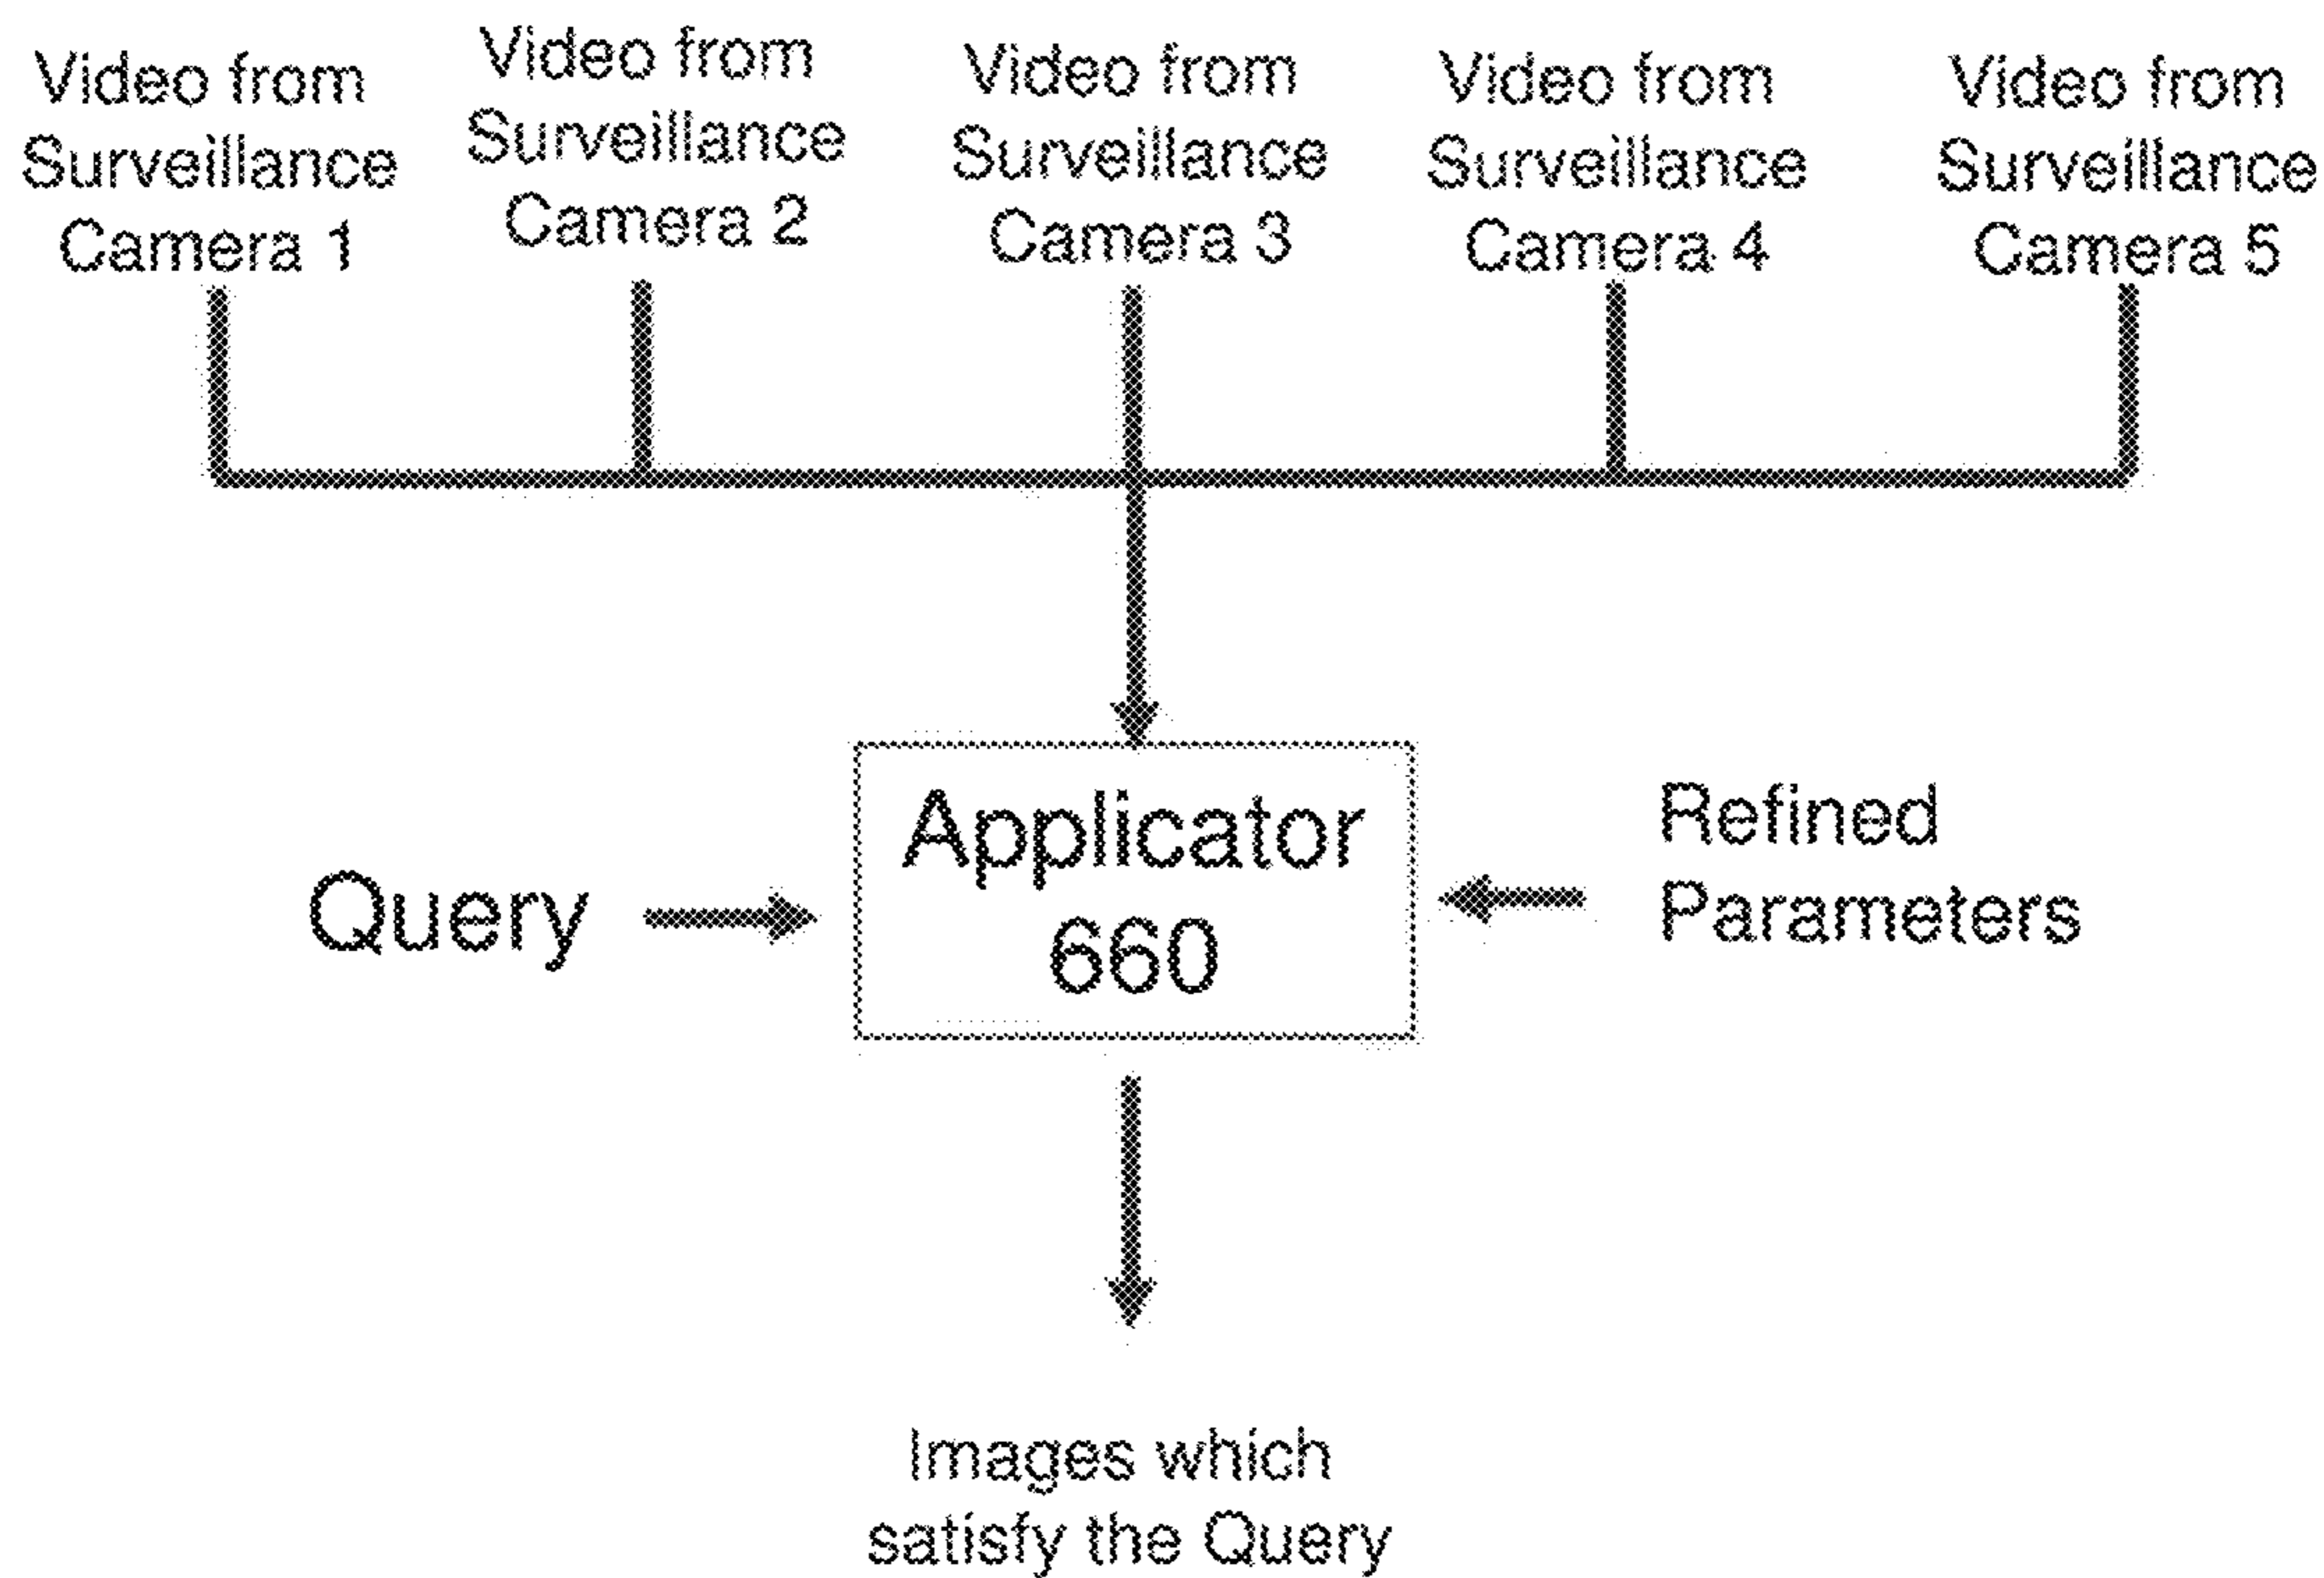 Video from
Surveillance
Camera 1
Video from
Surveillance
Camera 2
Video from
Surveillance
Camera 3
Video from
Surveillance
Camera 4
Video from
Surveillance
Camera 5
Query
Applicator
660
Refined
Parameters
Images which
satisfy the Query